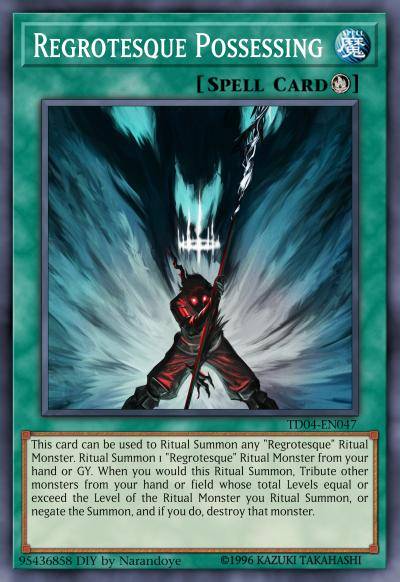 REGROTESQUE POSSESSING
[SPELL CARD]
TD04-EN047
This card can be used to Ritual Summon any "Regrotesque" Ritual
Monster. Ritual Summon 1 "Regrotesque" Ritual Monster from your
hand or GY. When you would this Ritual Summon, Tribute other
monsters from your hand or field whose total Levels equal or
exceed the Level of the Ritual Monster you Ritual Summon, or
negate the Summon, and if you do, destroy that monster.
95436858 DIY by Narandoye ©1996 KAZUKI TAKAHASHI